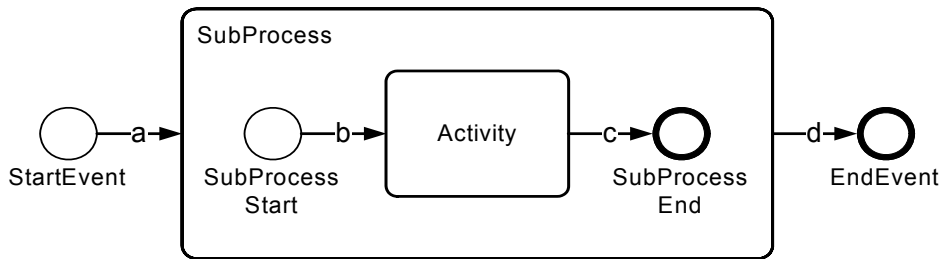 SubProcess
StartEvent
a
SubProcess
Start
b
Activity
c
SubProcess
End
d
EndEvent